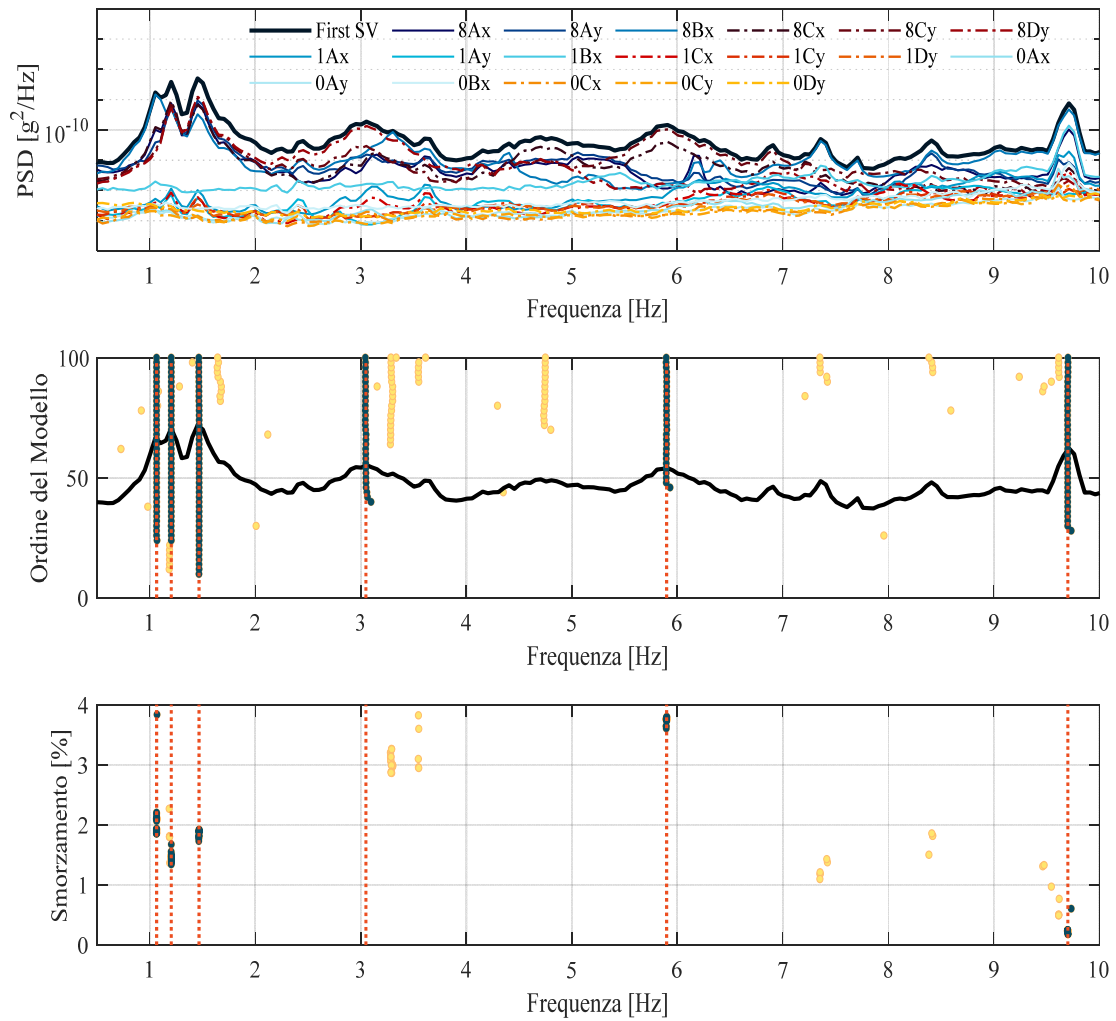 First SV 8Ax 8Ay 8Bx 8Cx 8Cy 8Dy
1Ax 1Ay 1Bx 1Cx 1Cy 1Dy 0Ax
0Ay 0Bx 0Cx 0Cy 0Dy
PSD [g²/Hz]
10⁻¹⁰
1 2 3 4 5 6 7 8 9 10
Frequenza [Hz]
Ordine del Modello
100
50
0
1 2 3 4 5 6 7 8 9 10
Frequenza [Hz]
Smorzamento [%]
4
3
2
1
0
1 2 3 4 5 6 7 8 9 10
Frequenza [Hz]